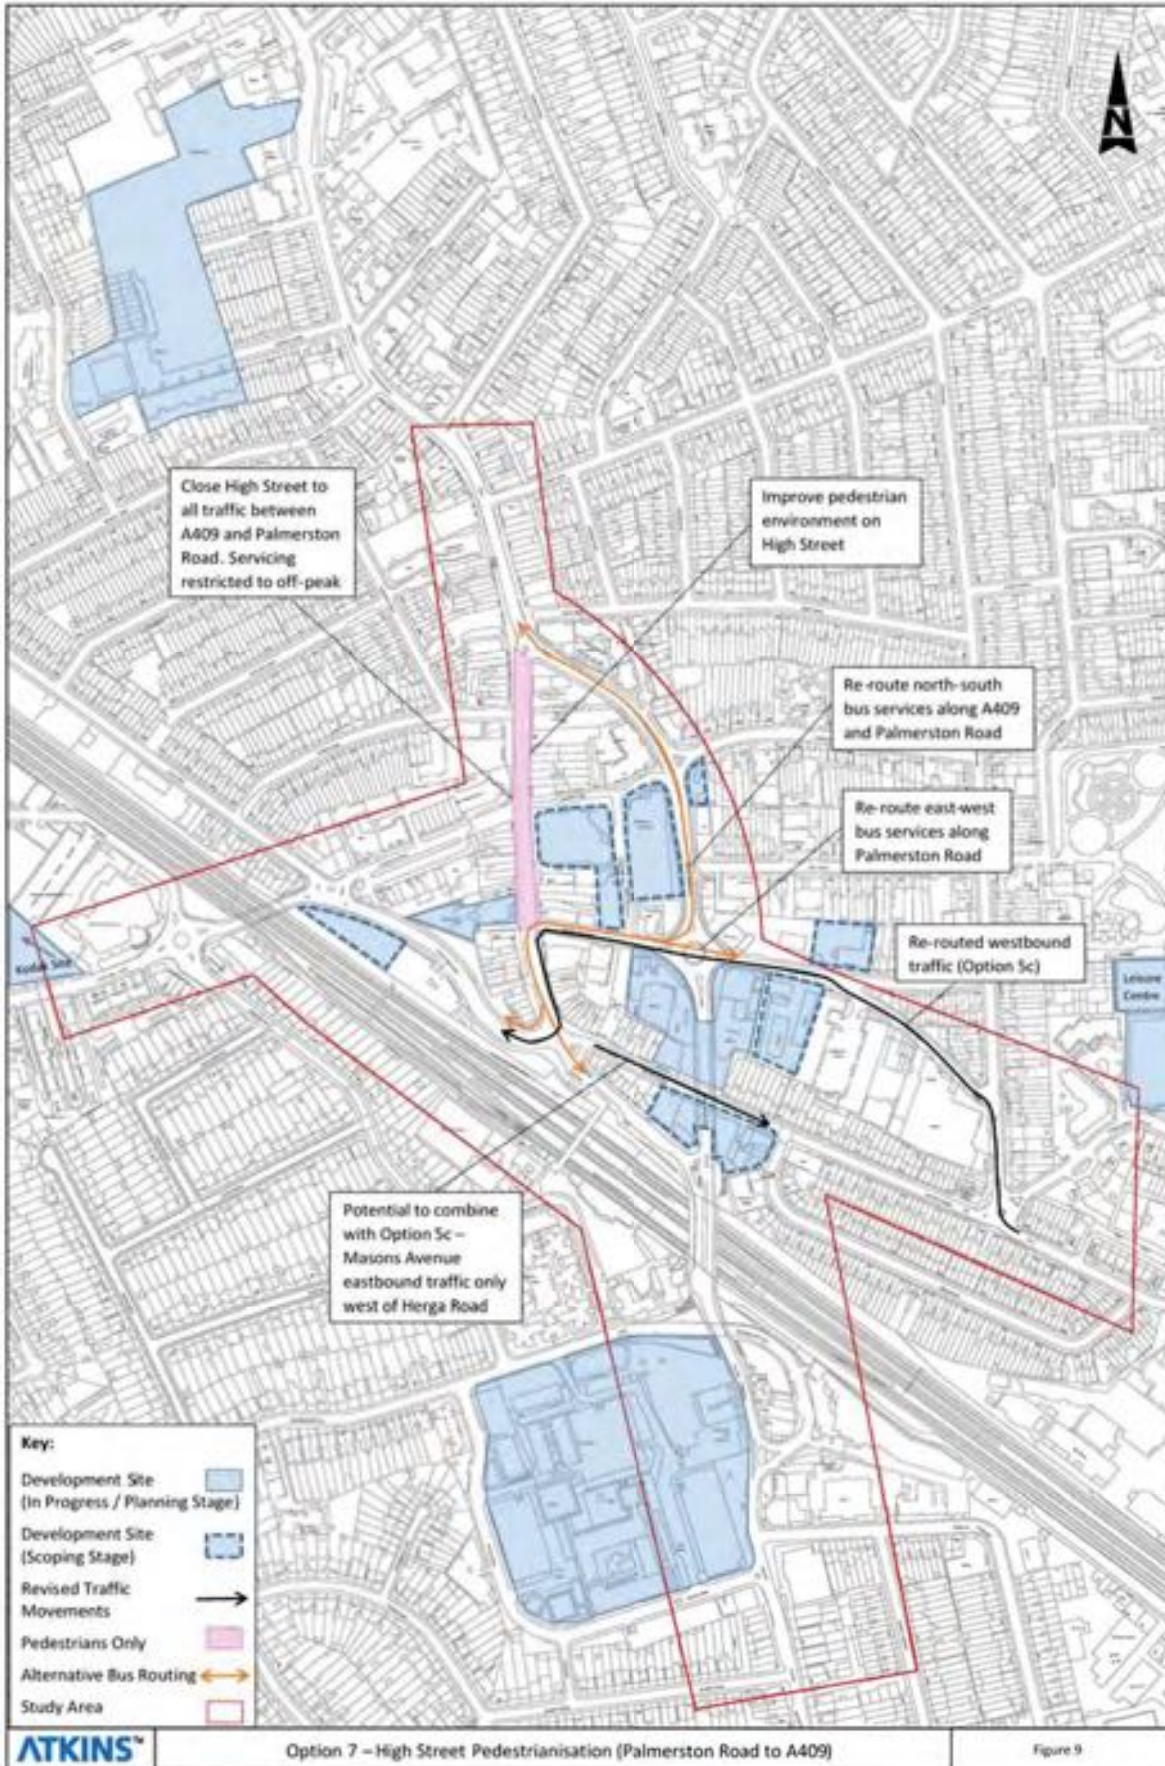 N
Close High Street to
all traffic between
A409 and Palmerston
Road. Servicing
restricted to off-peak
Improve pedestrian
environment on
High Street
Re-route north-south
bus services along A409
and Palmerston Road
Re-route east-west
bus services along
Palmerston Road
Re-routed westbound
traffic (Option 5c)
Kodak Site
Leisure
Centre
Potential to combine
with Option 5c –
Masons Avenue
eastbound traffic only
west of Herga Road
Key:
Development Site
(In Progress / Planning Stage)
Development Site
(Scoping Stage)
Revised Traffic
Movements
Pedestrians Only
Alternative Bus Routing
Study Area
ATKINS™
Option 7 – High Street Pedestrianisation (Palmerston Road to A409)
Figure 9